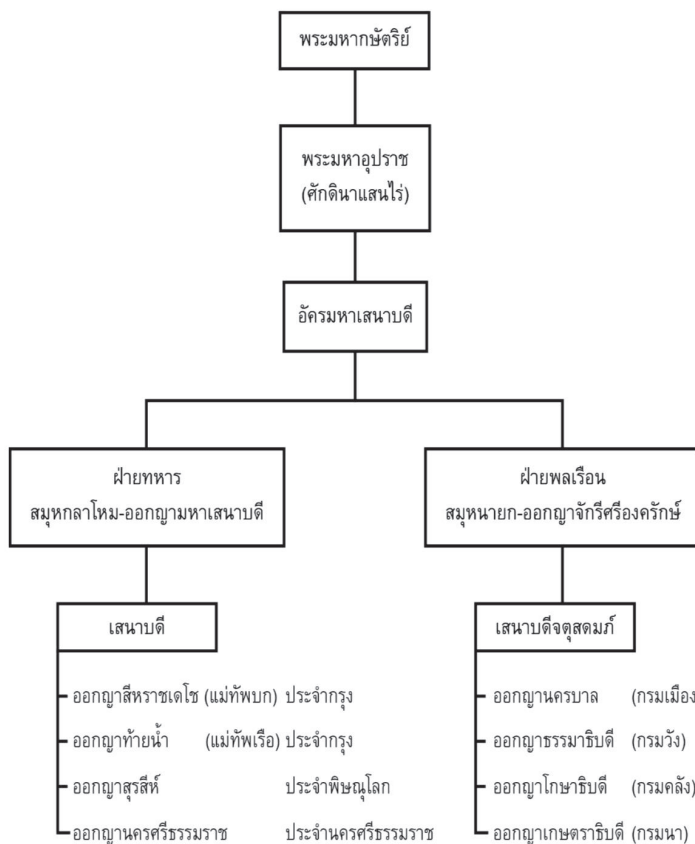 พระมหากษัตริย์
พระมหาอุปราช
(ศักดินาแสนไร่)
อัครมหาเสนาบดี
ฝ่ายทหาร
สมุหกลาโหม-ออกญามหาเสนาบดี
ฝ่ายพลเรือน
สมุหนายก-ออกญาจักรีศรีองครักษ์
เสนาบดี
ออกญาสีหราชเดโช (แม่ทัพบก) ประจำกรุง
ออกญาท้ายน้ำ (แม่ทัพเรือ) ประจำกรุง
ออกญาสุรสีห์ ประจำพิษณุโลก
ออกญานครศรีธรรมราช ประจำนครศรีธรรมราช
เสนาบดีจตุสดมภ์
ออกญานครบาล (กรมเมือง
ออกญาธรรมาธิบดี (กรมวัง)
ออกญาโกษาธิบดี (กรมคลัง)
ออกญาเกษตราธิบดี (กรมนา)